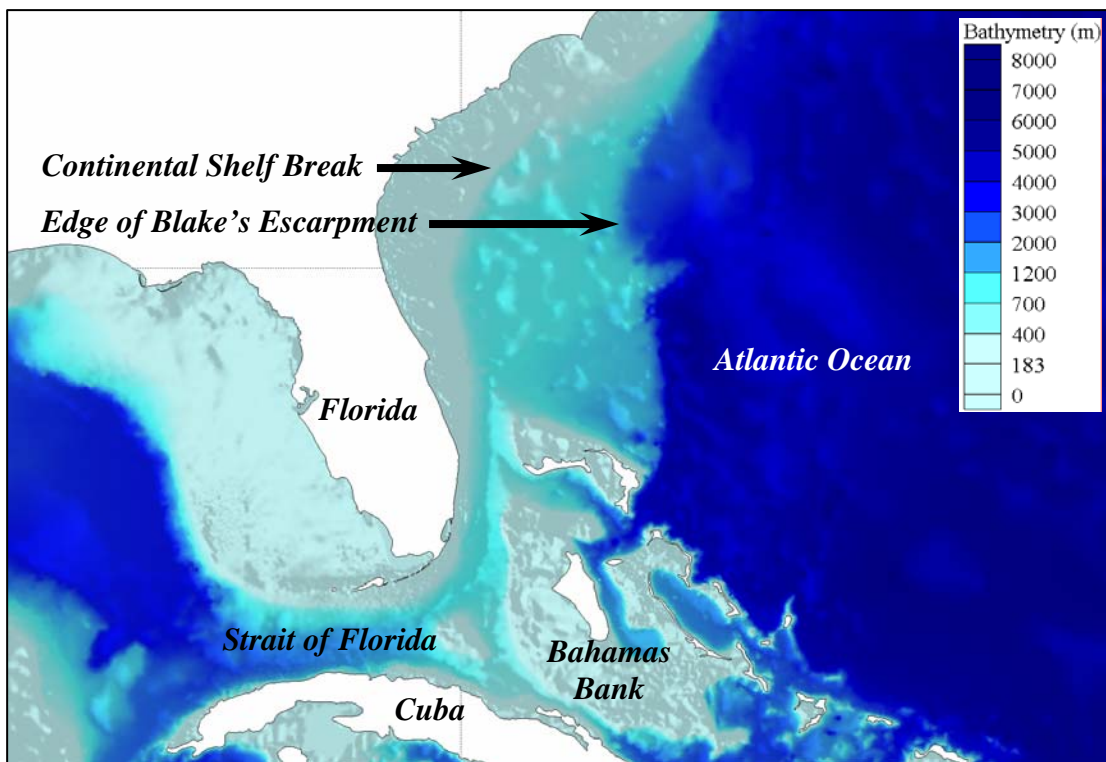 Bathymetry (m)
8000
7000
6000
5000
4000
3000
2000
1200
700
400
183
0
Continental Shelf Break
Edge of Blake’s Escarpment
Atlantic Ocean
Florida
Strait of Florida
Bahamas
Bank
Cuba